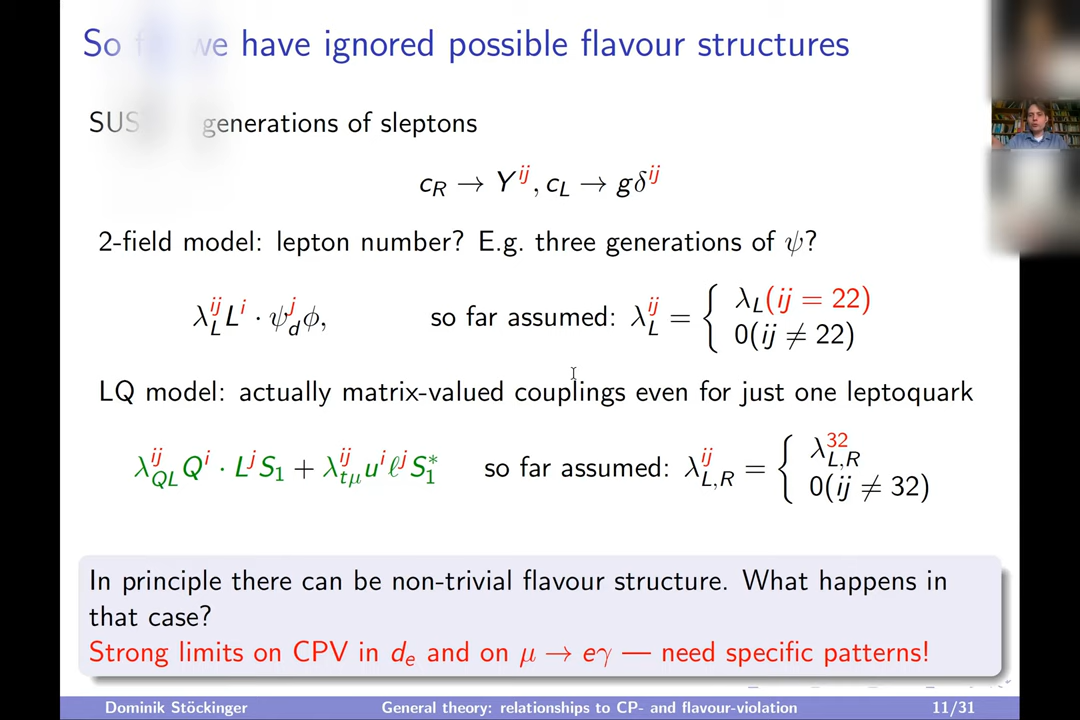 So we have ignored possible flavour structures
SUS generations of sleptons
c_R → Y^{ij}, c_L → gδ^{ij}
2-field model: lepton number? E.g. three generations of ψ?
λ_L^{ij} L^i · ψ_d^j ϕ, so far assumed: λ_L^{ij} = { λ_L(ij = 22)
0(ij ≠ 22)
LQ model: actually matrix-valued couplings even for just one leptoquark
λ_{QL}^{ij} Q^i · L^j S_1 + λ_{tμ}^{ij} u^i ℓ^j S_1^* so far assumed: λ_{L,R}^{ij} = { λ_{L,R}^{32}
0(ij ≠ 32)
In principle there can be non-trivial flavour structure. What happens in
that case?
Strong limits on CPV in d_e and on μ → eγ — need specific patterns!
Dominik Stöckinger General theory: relationships to CP- and flavour-violation 11/31